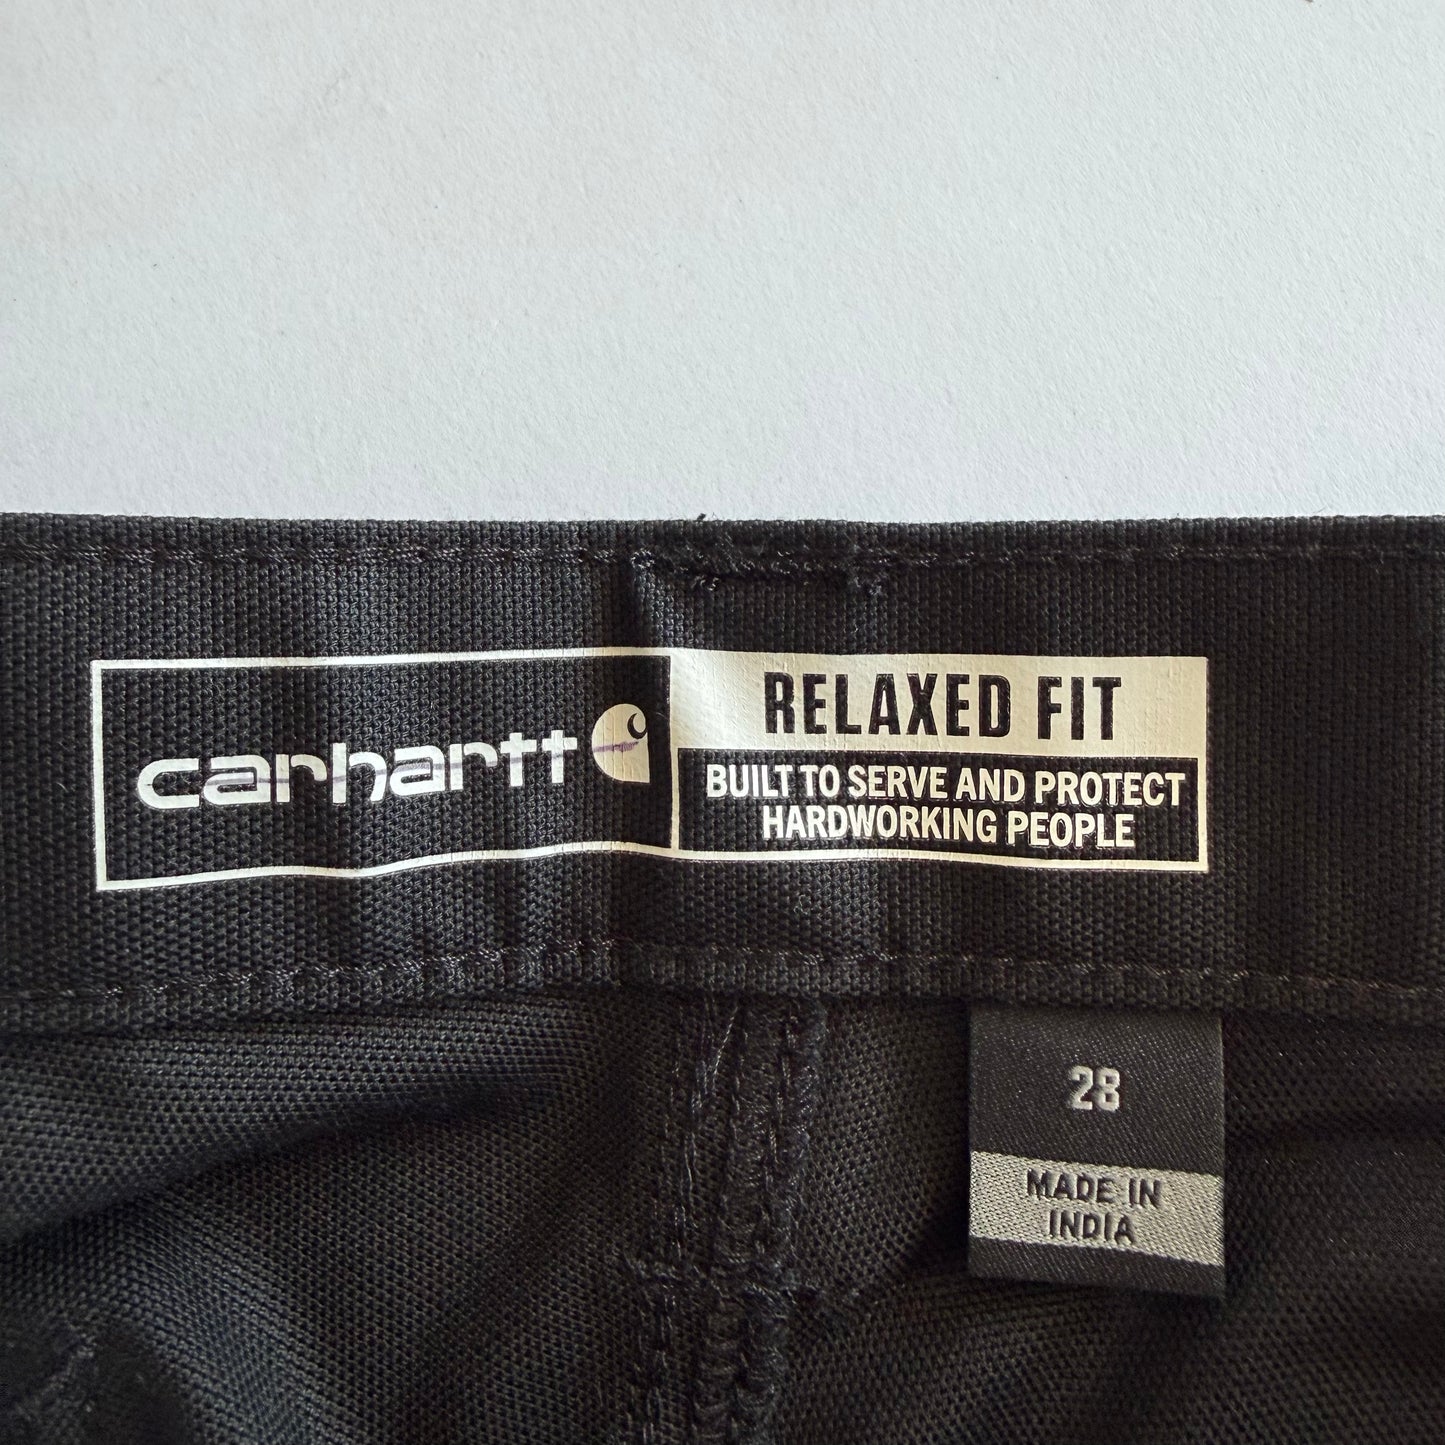 carhartt
RELAXED FIT
BUILT TO SERVE AND PROTECT
HARDWORKING PEOPLE
28
MADE IN
INDIA